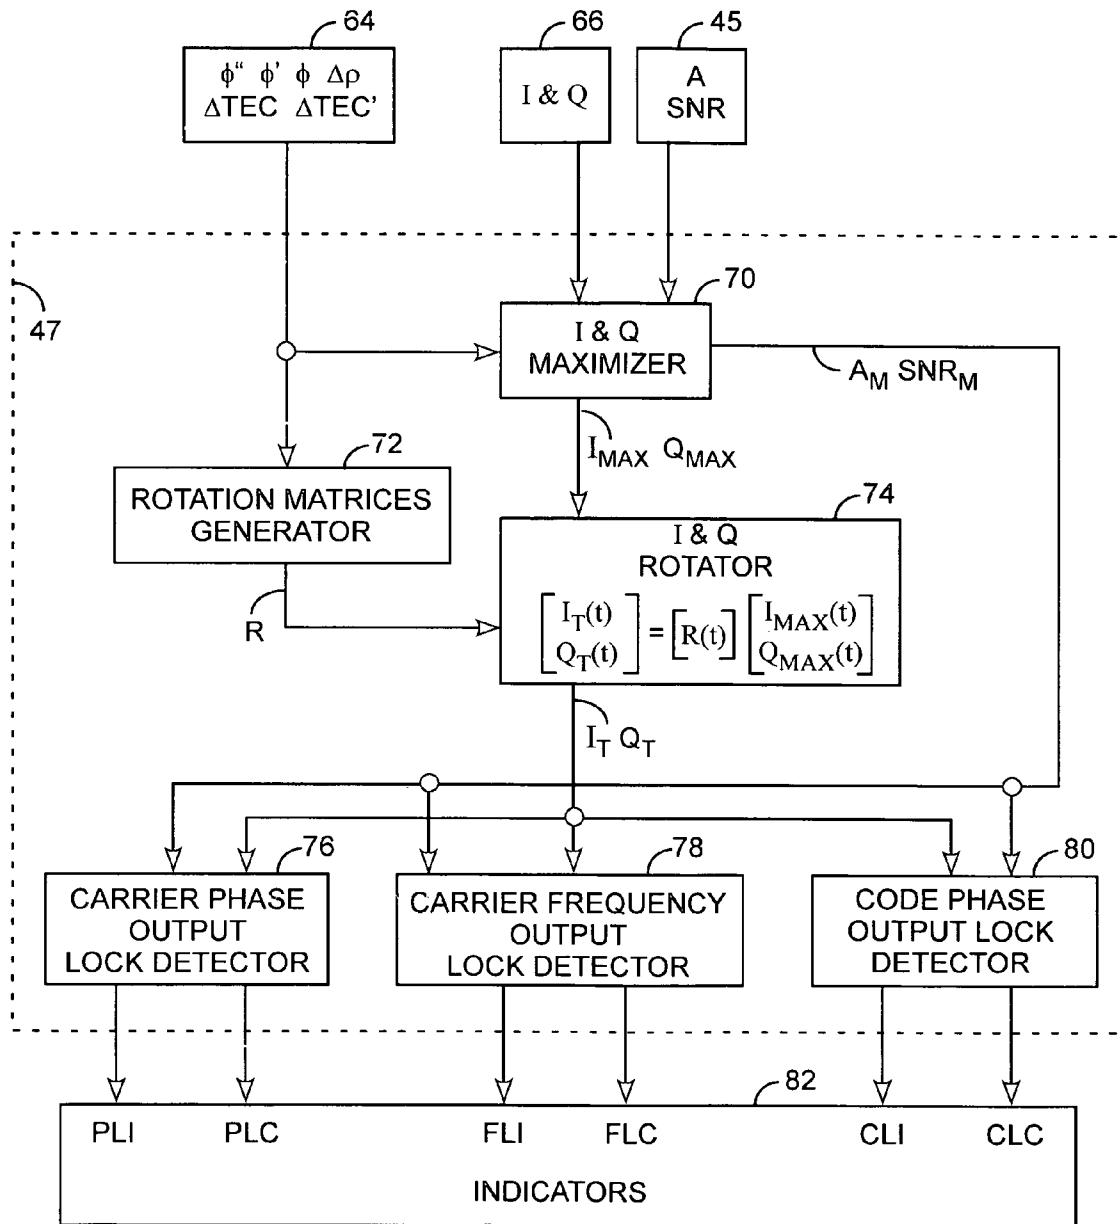 64
66
45
ϕ" ϕ' ϕ Δρ
ΔTEC ΔTEC'
I & Q
A
SNR
47
70
I & Q
MAXIMIZER
A_M SNR_M
I_MAX Q_MAX
72
ROTATION MATRICES
GENERATOR
R
74
I & Q
ROTATOR
[I_T(t)] = [R(t)] [I_MAX(t)]
[Q_T(t)] [Q_MAX(t)]
I_T Q_T
76
CARRIER PHASE
OUTPUT
LOCK DETECTOR
78
CARRIER FREQUENCY
OUTPUT
LOCK DETECTOR
80
CODE PHASE
OUTPUT LOCK
DETECTOR
82
PLI PLC FLI FLC CLI CLC
INDICATORS